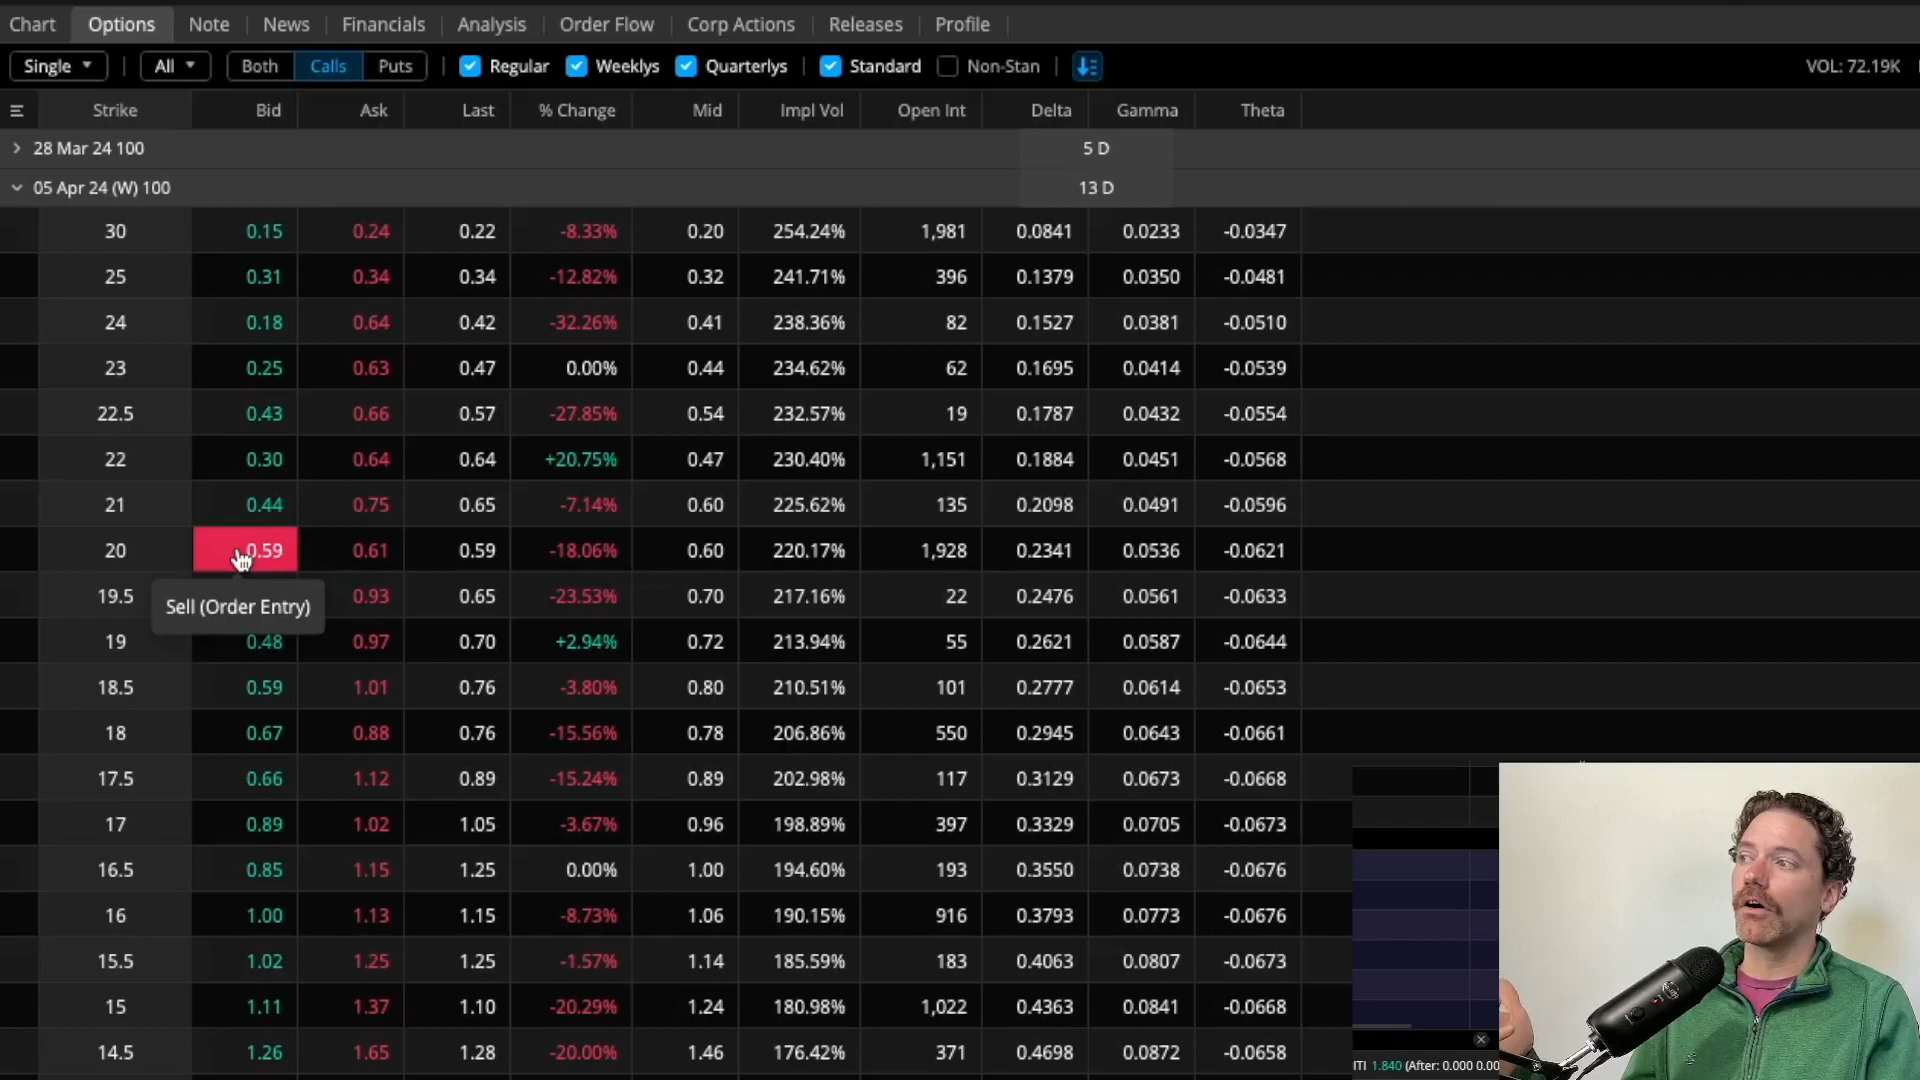 Chart Options Note News Financials Analysis Order Flow Corp Actions Releases Profile
Single All Both Calls Puts Regular Weeklys Quarterlys Standard Non-Stan VOL: 72.19K
Strike Bid Ask Last % Change Mid Impl Vol Open Int Delta Gamma Theta
28 Mar 24 100 5 D
05 Apr 24 (W) 100 13 D
30 0.15 0.24 0.22 -8.33% 0.20 254.24% 1,981 0.0841 0.0233 -0.0347
25 0.31 0.34 0.34 -12.82% 0.32 241.71% 396 0.1379 0.0350 -0.0481
24 0.18 0.64 0.42 -32.26% 0.41 238.36% 82 0.1527 0.0381 -0.0510
23 0.25 0.63 0.47 0.00% 0.44 234.62% 62 0.1695 0.0414 -0.0539
22.5 0.43 0.66 0.57 -27.85% 0.54 232.57% 19 0.1787 0.0432 -0.0554
22 0.30 0.64 0.64 +20.75% 0.47 230.40% 1,151 0.1884 0.0451 -0.0568
21 0.44 0.75 0.65 -7.14% 0.60 225.62% 135 0.2098 0.0491 -0.0596
20 0.59 0.61 0.59 -18.06% 0.60 220.17% 1,928 0.2341 0.0536 -0.0621
19.5 0.93 0.65 -23.53% 0.70 217.16% 22 0.2476 0.0561 -0.0633
Sell (Order Entry)
19 0.48 0.97 0.70 +2.94% 0.72 213.94% 55 0.2621 0.0587 -0.0644
18.5 0.59 1.01 0.76 -3.80% 0.80 210.51% 101 0.2777 0.0614 -0.0653
18 0.67 0.88 0.76 -15.56% 0.78 206.86% 550 0.2945 0.0643 -0.0661
17.5 0.66 1.12 0.89 -15.24% 0.89 202.98% 117 0.3129 0.0673 -0.0668
17 0.89 1.02 1.05 -3.67% 0.96 198.89% 397 0.3329 0.0705 -0.0673
16.5 0.85 1.15 1.25 0.00% 1.00 194.60% 193 0.3550 0.0738 -0.0676
16 1.00 1.13 1.15 -8.73% 1.06 190.15% 916 0.3793 0.0773 -0.0676
15.5 1.02 1.25 1.25 -1.57% 1.14 185.59% 183 0.4063 0.0807 -0.0673
15 1.11 1.37 1.10 -20.29% 1.24 180.98% 1,022 0.4363 0.0841 -0.0668
14.5 1.26 1.65 1.28 -20.00% 1.46 176.42% 371 0.4698 0.0872 -0.0658
ITI 1.840 (After: 0.000 0.00